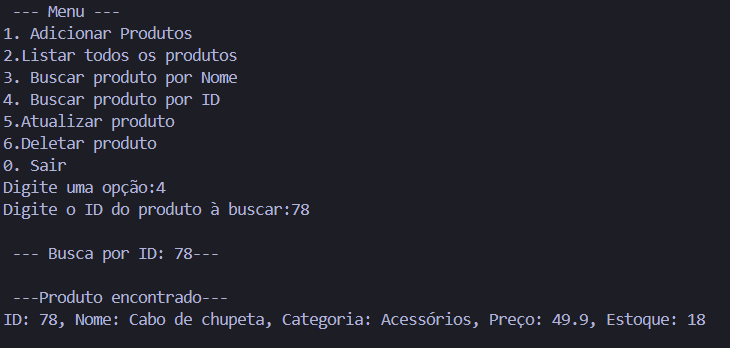 --- Menu ---
1. Adicionar Produtos
2.Listar todos os produtos
3. Buscar produto por Nome
4. Buscar produto por ID
5.Atualizar produto
6.Deletar produto
0. Sair
Digite uma opção:4
Digite o ID do produto à buscar:78
--- Busca por ID: 78---
---Produto encontrado---
ID: 78, Nome: Cabo de chupeta, Categoria: Acessórios, Preço: 49.9, Estoque: 18